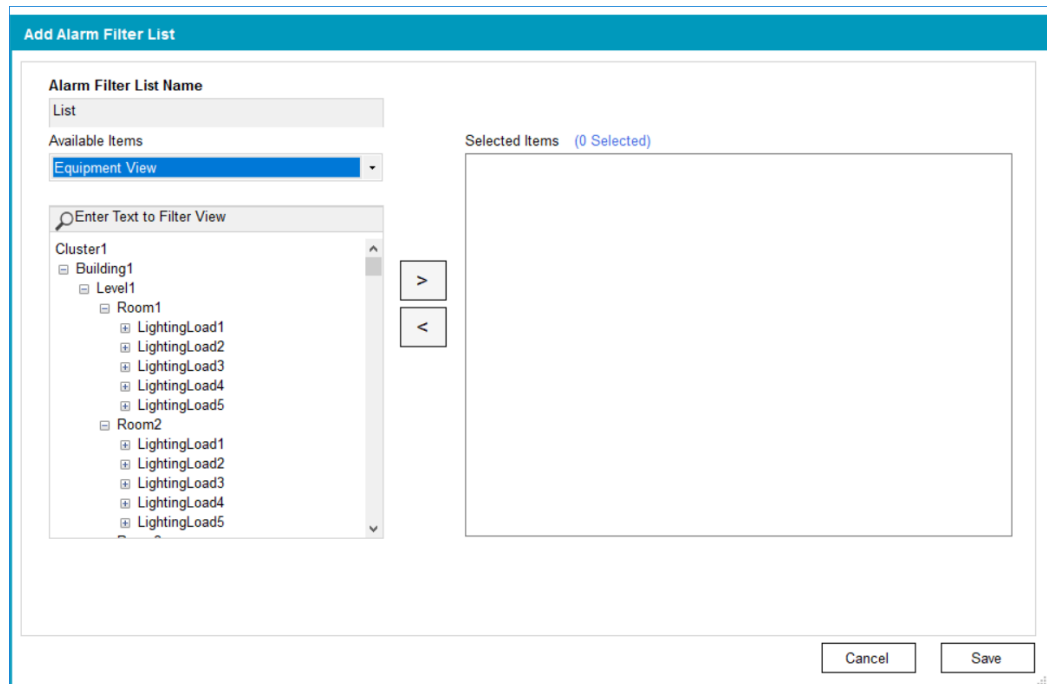 Add Alarm Filter List
Alarm Filter List Name
List
Available Items
Equipment View
Selected Items (0 Selected)
Enter Text to Filter View
Cluster1
Building1
Level1
Room1
LightingLoad1
LightingLoad2
LightingLoad3
LightingLoad4
LightingLoad5
Room2
LightingLoad1
LightingLoad2
LightingLoad3
LightingLoad4
LightingLoad5
>
<
Cancel
Save